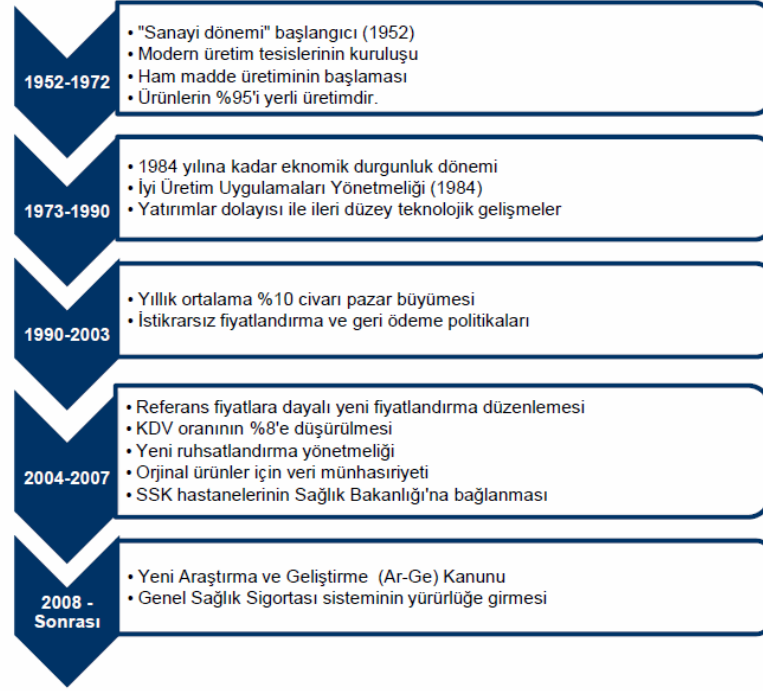 1952-1972
• "Sanayi dönemi" başlangıcı (1952)
• Modern üretim tesislerinin kuruluşu
• Ham madde üretiminin başlaması
• Ürünlerin %95'i yerli üretimdir.
1973-1990
• 1984 yılına kadar eknomik durgunluk dönemi
• İyi Üretim Uygulamaları Yönetmeliği (1984)
• Yatırımlar dolayısı ile ileri düzey teknolojik gelişmeler
1990-2003
• Yıllık ortalama %10 civarı pazar büyümesi
• İstikrarsız fiyatlandırma ve geri ödeme politikaları
2004-2007
• Referans fiyatlara dayalı yeni fiyatlandırma düzenlemesi
• KDV oranının %8'e düşürülmesi
• Yeni ruhsatlandırma yönetmeliği
• Orjinal ürünler için veri münhasıriyeti
• SSK hastanelerinin Sağlık Bakanlığı'na bağlanması
2008 -
Sonrası
• Yeni Araştırma ve Geliştirme (Ar-Ge) Kanunu
• Genel Sağlık Sigortası sisteminin yürürlüğe girmesi